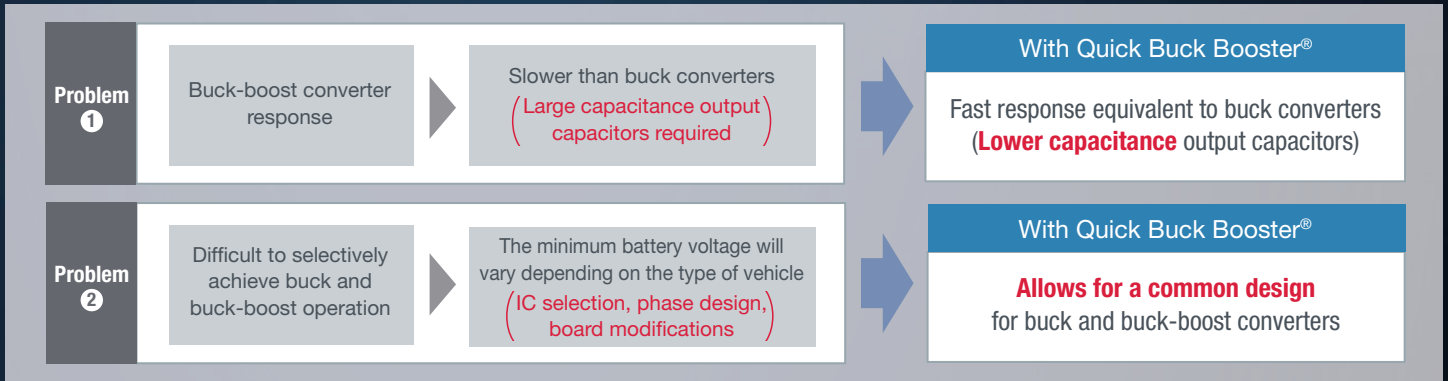 Problem
1
Buck-boost converter
response
Slower than buck converters
(Large capacitance output
capacitors required)
With Quick Buck Booster®
Fast response equivalent to buck converters
(Lower capacitance output capacitors)
Problem
2
Difficult to selectively
achieve buck and
buck-boost operation
The minimum battery voltage will
vary depending on the type of vehicle
(IC selection, phase design,
board modifications)
With Quick Buck Booster®
Allows for a common design
for buck and buck-boost converters